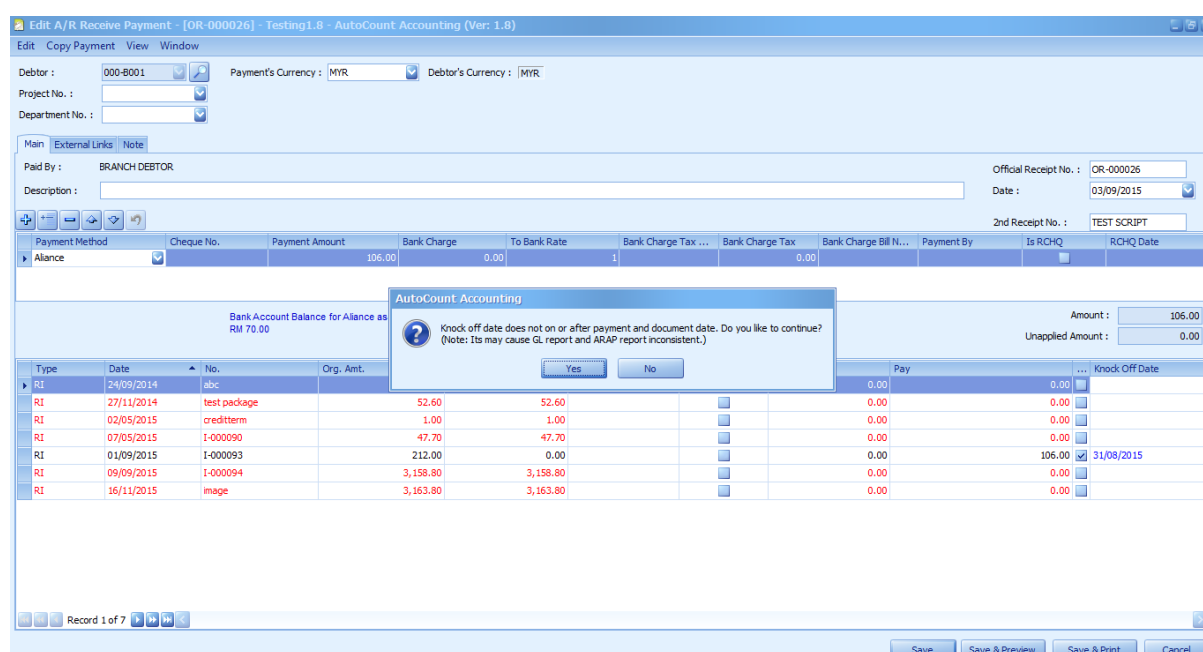 Edit A/R Receive Payment - [OR-000026] - Testing1.8 - AutoCount Accounting (Ver: 1.8)
Edit Copy Payment View Window
Debtor : 000-B001 Payment's Currency : MYR Debtor's Currency : MYR
Project No. :
Department No. :
Main External Links Note
Paid By : BRANCH DEBTOR Official Receipt No. : OR-000026
Description : Date : 03/09/2015
2nd Receipt No. : TEST SCRIPT
Payment Method Cheque No. Payment Amount Bank Charge To Bank Rate Bank Charge Tax ... Bank Charge Tax Bank Charge Bill N... Payment By Is RCHQ RCHQ Date
Aliance 106.00 0.00 1 0.00
AutoCount Accounting
Bank Account Balance for Aliance as Amount : 106.00
RM 70.00 Unapplied Amount : 0.00
Knock off date does not on or after payment and document date. Do you like to continue?
(Note: Its may cause GL report and ARAP report inconsistent.)
Yes No
Type Date No. Org. Amt. Pay ... Knock Off Date
RI 24/09/2014 abc 0.00 0.00
RI 27/11/2014 test package 52.60 52.60 0.00 0.00
RI 02/05/2015 creditterm 1.00 1.00 0.00 0.00
RI 07/05/2015 I-000090 47.70 47.70 0.00 0.00
RI 01/09/2015 I-000093 212.00 0.00 0.00 106.00 31/08/2015
RI 09/09/2015 I-000094 3,158.80 3,158.80 0.00 0.00
RI 16/11/2015 image 3,163.80 3,163.80 0.00 0.00
Record 1 of 7
Save Save & Preview Save & Print Cancel